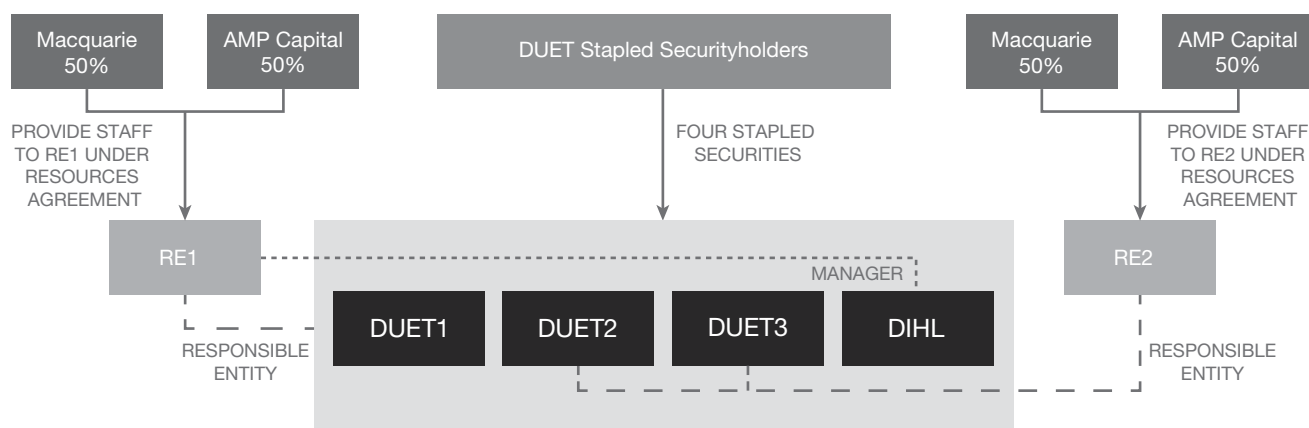 Macquarie
50%
AMP Capital
50%
DUET Stapled Securityholders
Macquarie
50%
AMP Capital
50%
PROVIDE STAFF
TO RE1 UNDER
RESOURCES
AGREEMENT
FOUR STAPLED
SECURITIES
PROVIDE STAFF
TO RE2 UNDER
RESOURCES
AGREEMENT
RE1
RE2
MANAGER
DUET1
DUET2
DUET3
DIHL
RESPONSIBLE
ENTITY
RESPONSIBLE
ENTITY